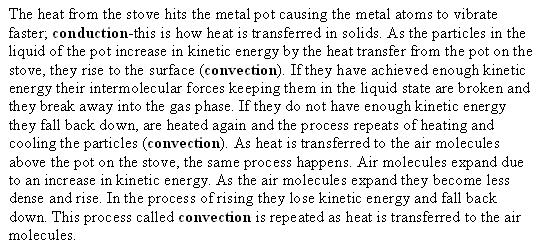 The heat from the stove hits the metal pot causing the metal atoms to vibrate
faster; conduction-this is how heat is transferred in solids. As the particles in the
liquid of the pot increase in kinetic energy by the heat transfer from the pot on the
stove, they rise to the surface (convection). If they have achieved enough kinetic
energy their intermolecular forces keeping them in the liquid state are broken and
they break away into the gas phase. If they do not have enough kinetic energy
they fall back down, are heated again and the process repeats of heating and
cooling the particles (convection). As heat is transferred to the air molecules
above the pot on the stove, the same process happens. Air molecules expand due
to an increase in kinetic energy. As the air molecules expand they become less
dense and rise. In the process of rising they lose kinetic energy and fall back
down. This process called convection is repeated as heat is transferred to the air
molecules.